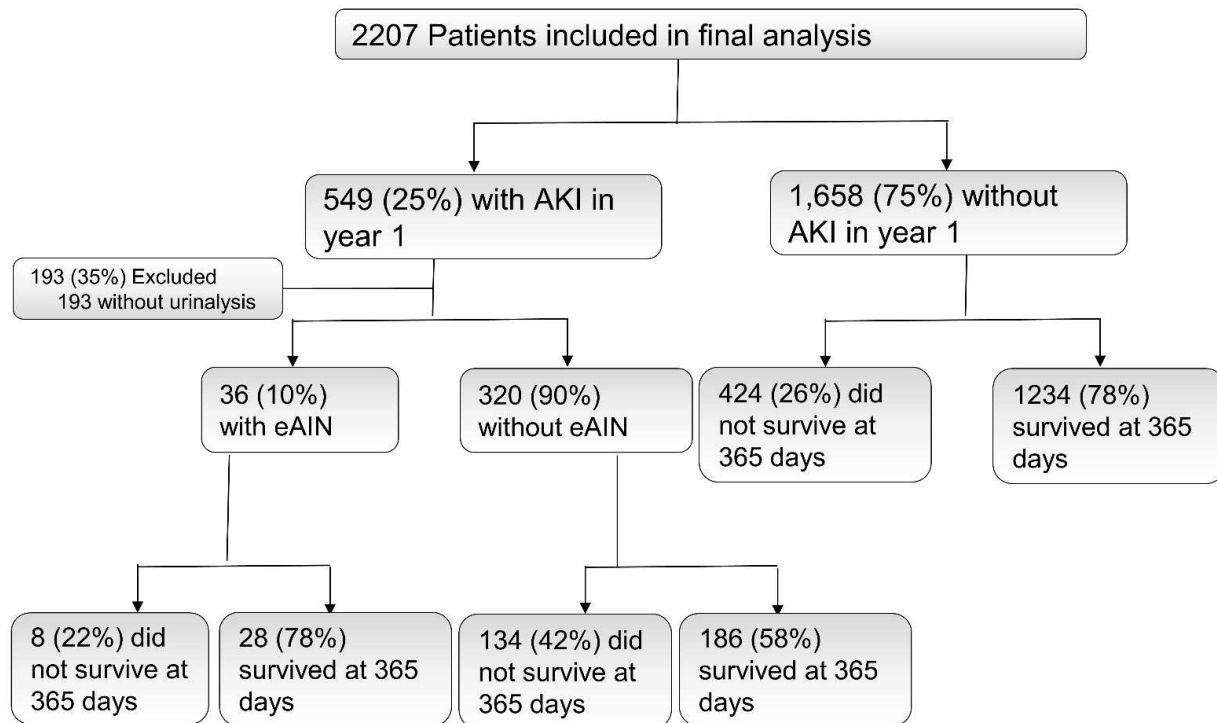 2207 Patients included in final analysis
549 (25%) with AKI in
year 1
1,658 (75%) without
AKI in year 1
193 (35%) Excluded
193 without urinalysis
36 (10%)
with eAIN
320 (90%)
without eAIN
424 (26%) did
not survive at
365 days
1234 (78%)
survived at 365
days
8 (22%) did
not survive at
365 days
28 (78%)
survived at 365
days
134 (42%) did
not survive at
365 days
186 (58%)
survived at 365
days